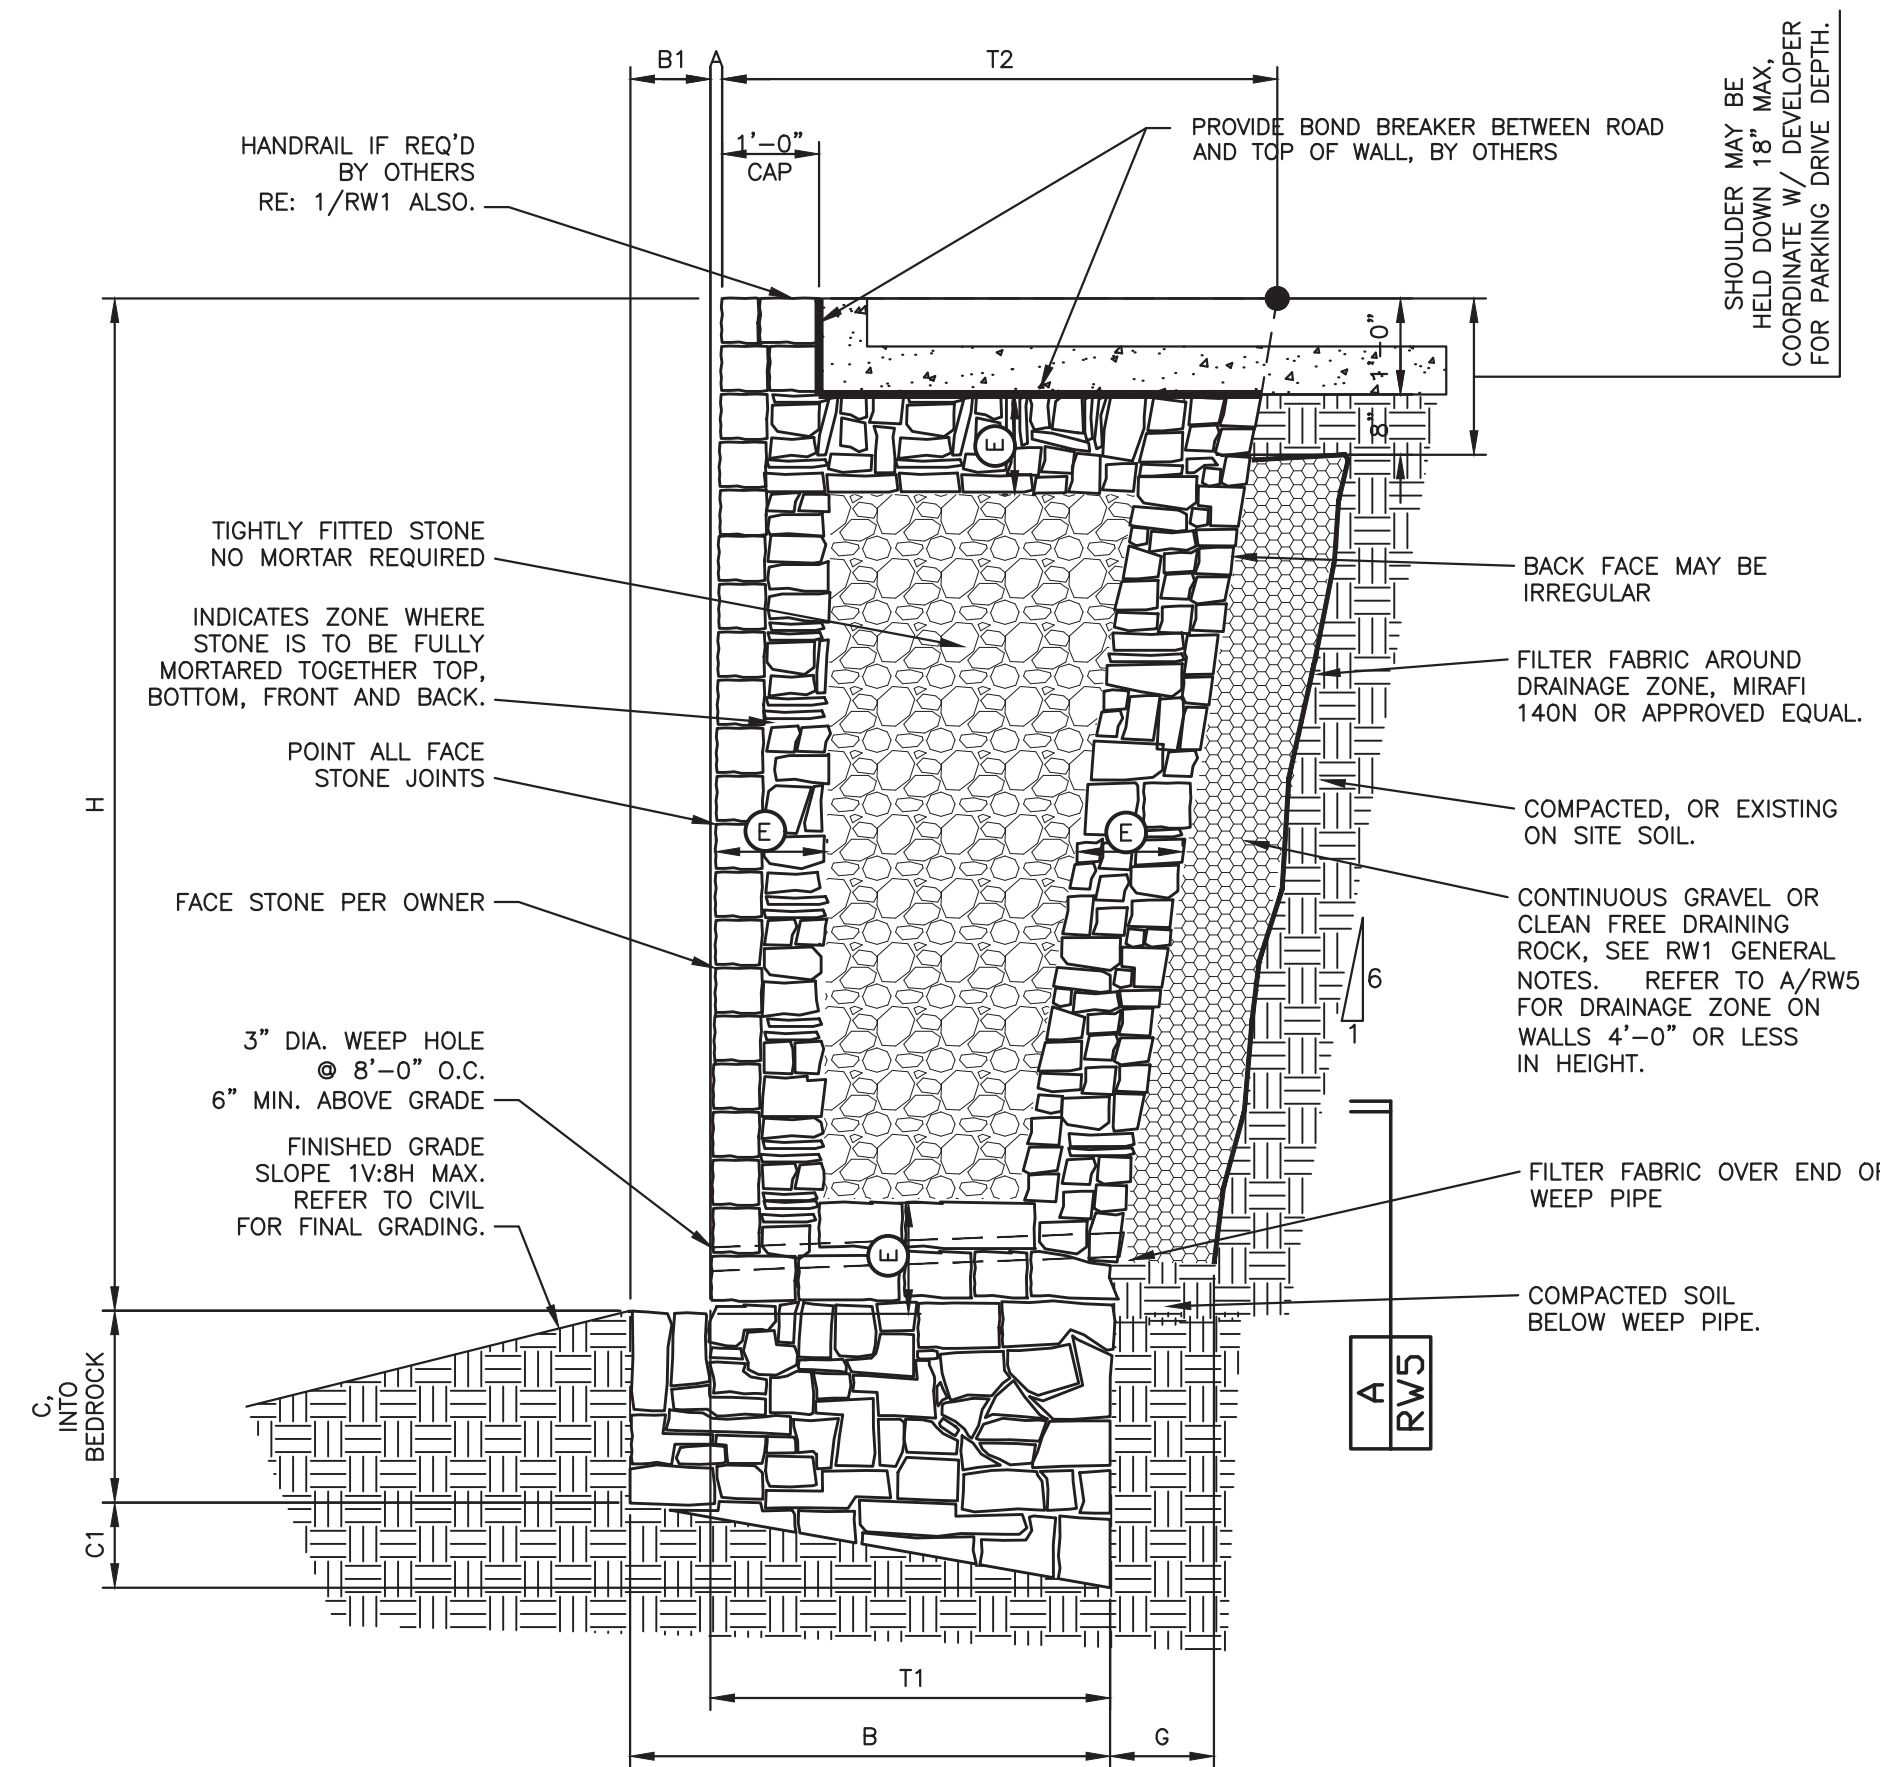 B1
A
T2
1'-0"
CAP
HANDRAIL IF REQ'D
BY OTHERS
RE: 1/RW1 ALSO.
PROVIDE BOND BREAKER BETWEEN ROAD
AND TOP OF WALL, BY OTHERS
SHOULDER MAY BE
HELD DOWN 18" MAX,
COORDINATE W/ DEVELOPER
FOR PARKING DRIVE DEPTH.
1'-0"
8"
E
TIGHTLY FITTED STONE
NO MORTAR REQUIRED
INDICATES ZONE WHERE
STONE IS TO BE FULLY
MORTARED TOGETHER TOP,
BOTTOM, FRONT AND BACK.
POINT ALL FACE
STONE JOINTS
H
E
E
FACE STONE PER OWNER
3" DIA. WEEP HOLE
@ 8'-0" O.C.
6" MIN. ABOVE GRADE
FINISHED GRADE
SLOPE 1V:8H MAX.
REFER TO CIVIL
FOR FINAL GRADING.
BACK FACE MAY BE
IRREGULAR
FILTER FABRIC AROUND
DRAINAGE ZONE, MIRAFI
140N OR APPROVED EQUAL.
COMPACTED, OR EXISTING
ON SITE SOIL.
CONTINUOUS GRAVEL OR
CLEAN FREE DRAINING
ROCK, SEE RW1 GENERAL
NOTES. REFER TO A/RW5
FOR DRAINAGE ZONE ON
WALLS 4'-0" OR LESS
IN HEIGHT.
6
1
FILTER FABRIC OVER END OF
WEEP PIPE
E
COMPACTED SOIL
BELOW WEEP PIPE.
A
RW5
C,
INTO
BEDROCK
C1
T1
B
G